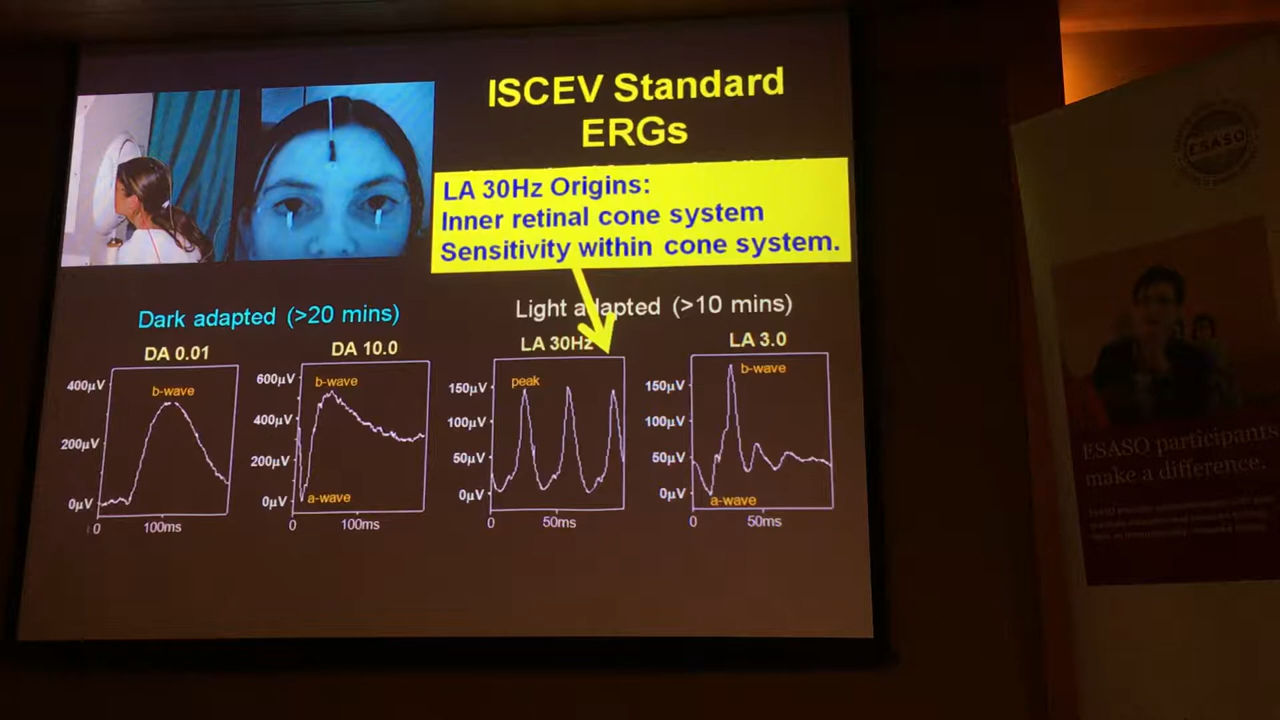 ISCEV Standard
ERGs
LA 30Hz Origins:
Inner retinal cone system
Sensitivity within cone system.
Dark adapted (>20 mins)
Light adapted (>10 mins)
DA 0.01
400µV
200µV
0µV
b-wave
0
100ms
DA 10.0
600µV
400µV
200µV
0µV
b-wave
a-wave
0
100ms
LA 30Hz
150µV
100µV
50µV
0µV
peak
0
50ms
LA 3.0
150µV
100µV
50µV
0µV
b-wave
a-wave
0
50ms
ESASO
ESASO participants
make a difference.